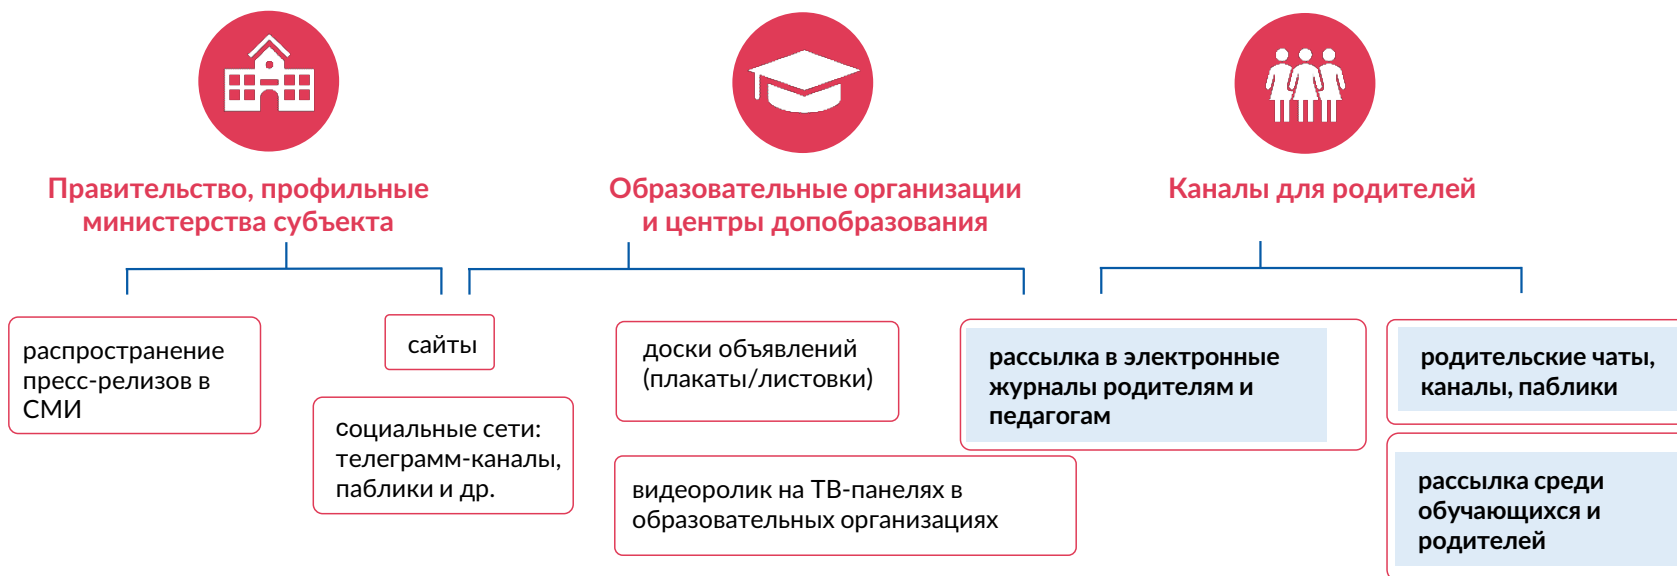 Правительство, профильные
министерства субъекта
Образовательные организации
и центры допобразования
Каналы для родителей
распространение
пресс-релизов в
СМИ
сайты
социальные сети:
телеграмм-каналы,
паблики и др.
доски объявлений
(плакаты/листовки)
видеоролик на ТВ-панелях в
образовательных организациях
рассылка в электронные
журналы родителям и
педагогам
родительские чаты,
каналы, паблики
рассылка среди
обучающихся и
родителей